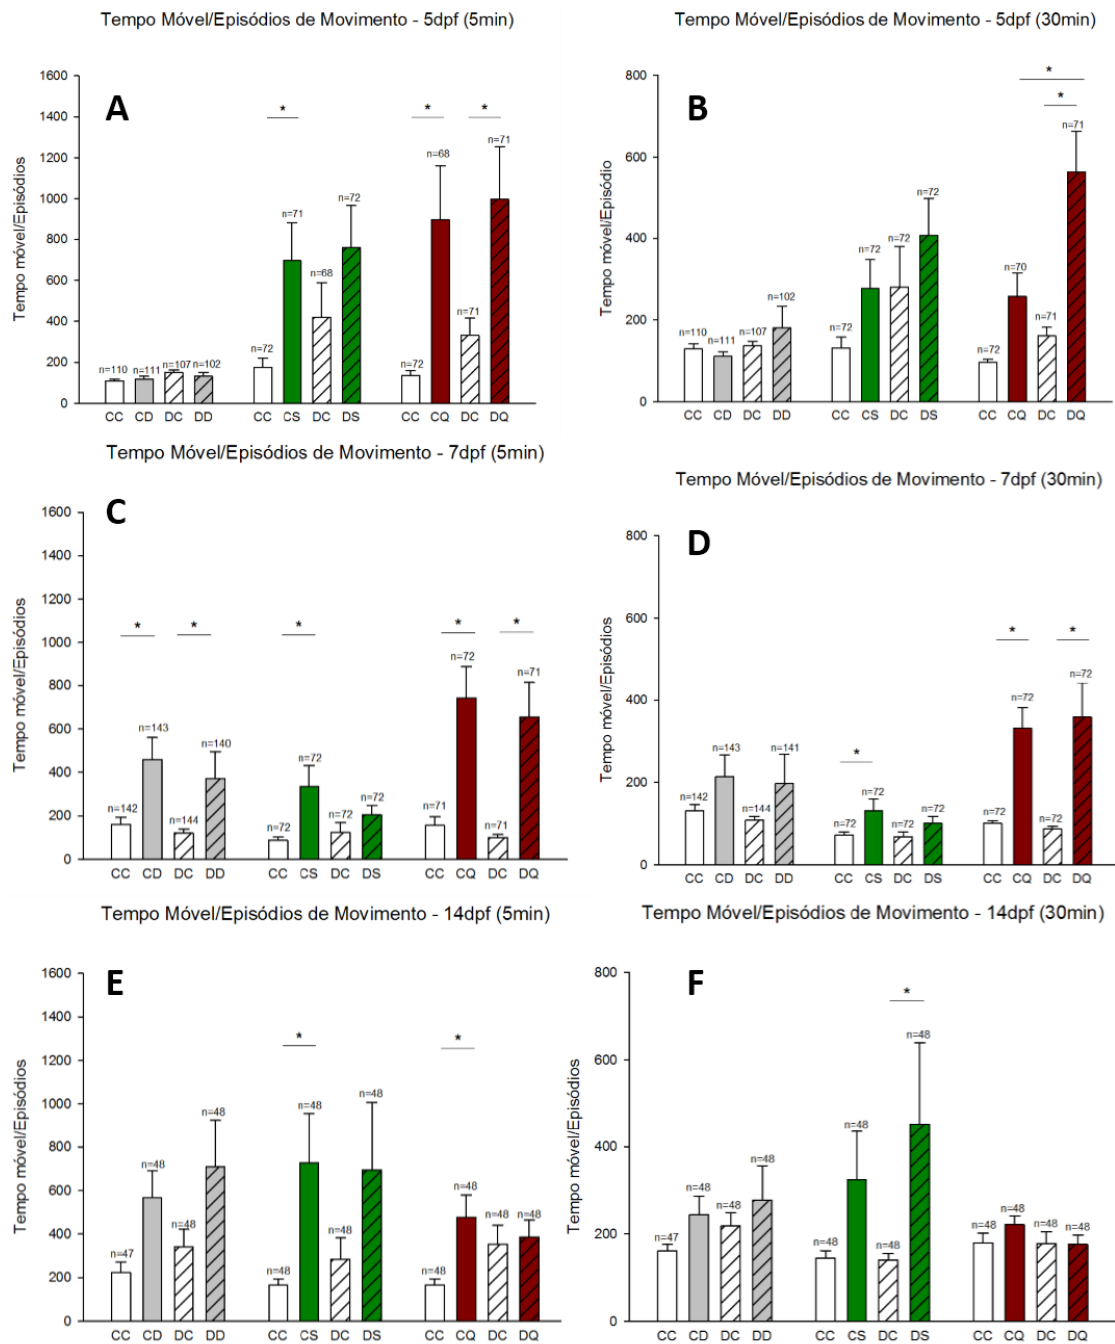 Tempo Móvel/Episódios de Movimento - 5dpf (5min)
A
Tempo móvel/Episódios
1600
1400
1200
1000
800
600
400
200
0
n=110 n=111 n=107 n=102
n=72 n=71 n=68 n=72
n=72 n=68 n=71 n=71
* * *
CC CD DC DD CC CS DC DS CC CQ DC DQ
Tempo Móvel/Episódios de Movimento - 5dpf (30min)
B
Tempo móvel/Episódio
800
600
400
200
0
n=110 n=111 n=107 n=102
n=72 n=72 n=72 n=72
n=72 n=70 n=71 n=71
* *
CC CD DC DD CC CS DC DS CC CQ DC DQ
Tempo Móvel/Episódios de Movimento - 7dpf (5min)
C
Tempo móvel/Episódios
1600
1400
1200
1000
800
600
400
200
0
n=142 n=143 n=144 n=140
n=72 n=72 n=72 n=72
n=71 n=72 n=71 n=71
* * * * *
CC CD DC DD CC CS DC DS CC CQ DC DQ
Tempo Móvel/Episódios de Movimento - 7dpf (30min)
D
Tempo móvel/Episódios
800
600
400
200
0
n=142 n=143 n=144 n=141
n=72 n=72 n=72 n=72
n=72 n=72 n=72 n=72
* * *
CC CD DC DD CC CS DC DS CC CQ DC DQ
Tempo Móvel/Episódios de Movimento - 14dpf (5min)
E
Tempo móvel/Episódios
1600
1400
1200
1000
800
600
400
200
0
n=47 n=48 n=48 n=48
n=48 n=48 n=48 n=48
n=48 n=48 n=48 n=48
* *
CC CD DC DD CC CS DC DS CC CQ DC DQ
Tempo Móvel/Episódios de Movimento - 14dpf (30min)
F
Tempo móvel/Episódios
800
600
400
200
0
n=47 n=48 n=48 n=48
n=48 n=48 n=48 n=48
n=48 n=48 n=48 n=48
*
CC CD DC DD CC CS DC DS CC CQ DC DQ